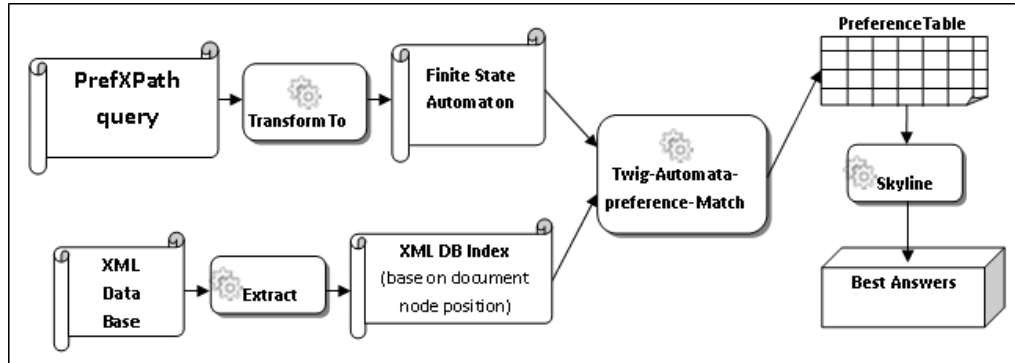 PrefXPath
query
Transform To
Finite State
Automaton
XML
Data
Base
Extract
XML DB Index
(base on document
node position)
Twig-Automata-
preference-Match
PreferenceTable
Skyline
Best Answers